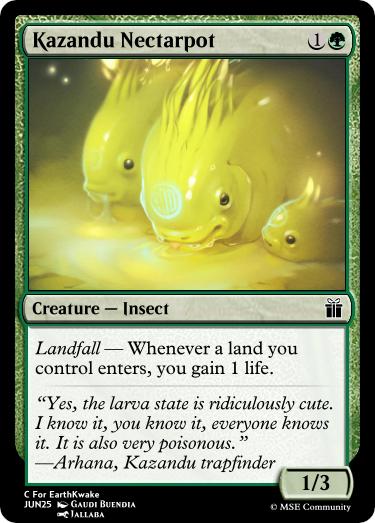 Kazandu Nectarpot 1
Creature — Insect
Landfall — Whenever a land you
control enters, you gain 1 life.
“Yes, the larva state is ridiculously cute.
I know it, you know it, everyone knows
it. It is also very poisonous.”
—Arhana, Kazandu trapfinder
1/3
C For EarthKwake
JUN25 Gaudi Buendia
Jallaba
© MSE Community